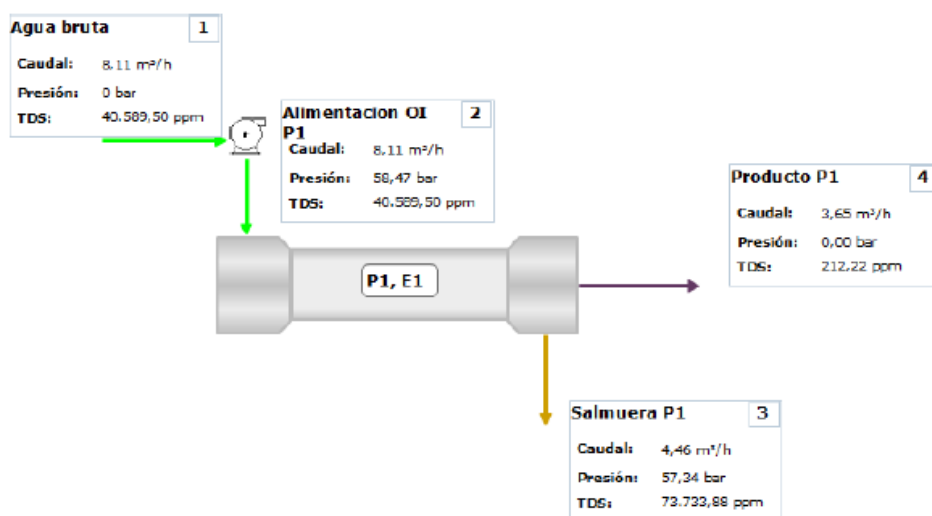 Agua bruta 1
Caudal: 8,11 m³/h
Presión: 0 bar
TDS: 40.589,50 ppm
Alimentacion OI 2
P1
Caudal: 8,11 m³/h
Presión: 58,47 bar
TDS: 40.589,50 ppm
Producto P1 4
Caudal: 3,65 m³/h
Presión: 0,00 bar
TDS: 212,22 ppm
P1, E1
Salmuera P1 3
Caudal: 4,46 m³/h
Presión: 57,34 bar
TDS: 73.733,88 ppm